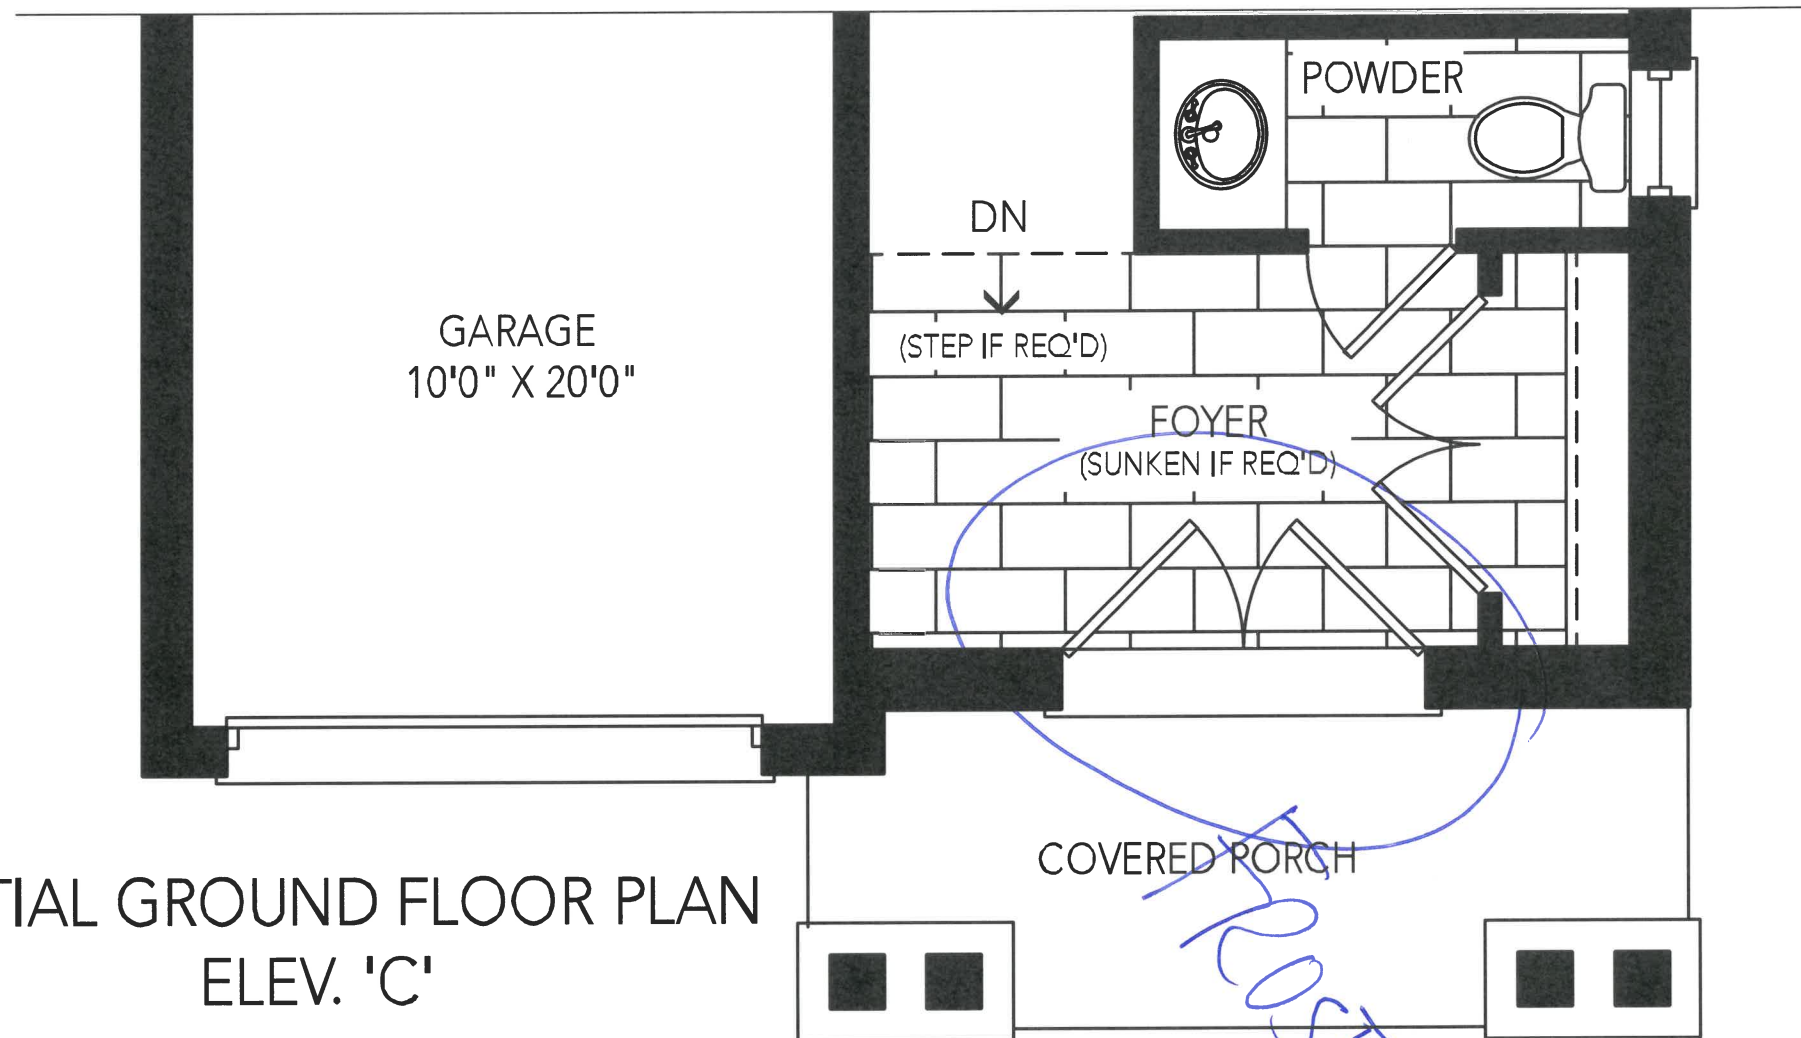 POWDER
DN
GARAGE
10'0" X 20'0"
(STEP IF REQ'D)
FOYER
(SUNKEN IF REQ'D)
COVERED PORCH
TIAL GROUND FLOOR PLAN
ELEV. 'C'